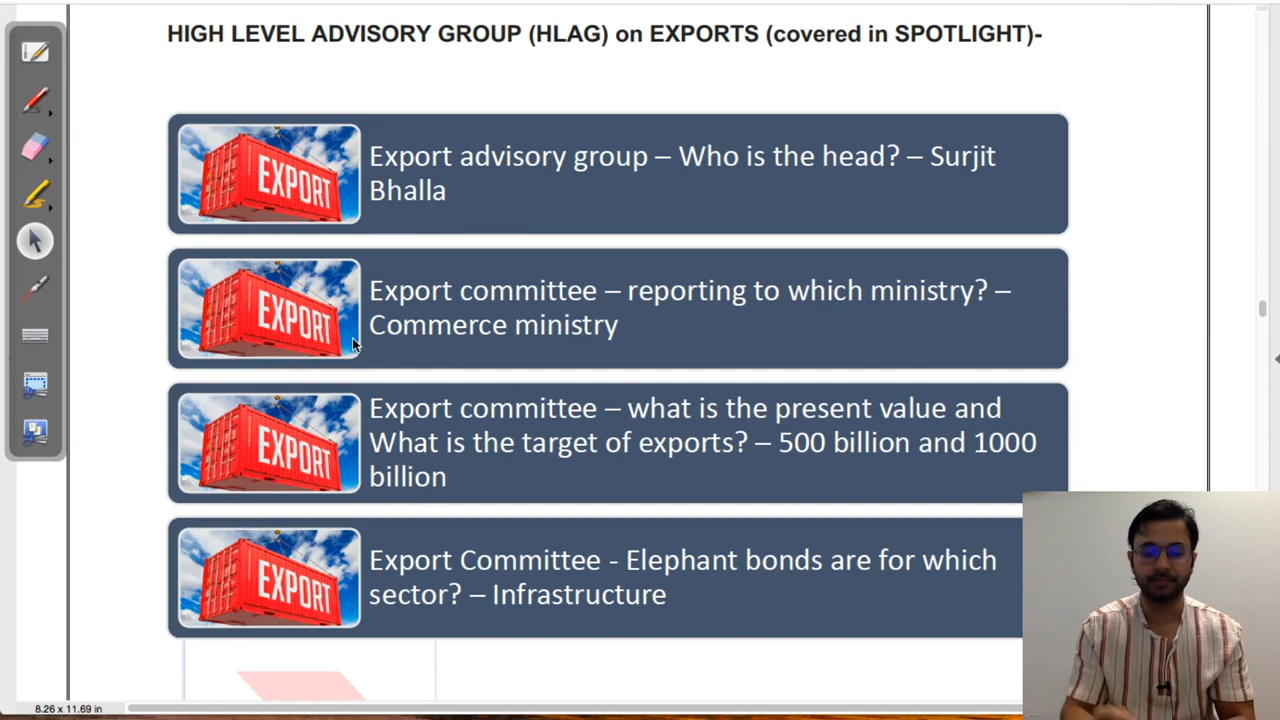 HIGH LEVEL ADVISORY GROUP (HLAG) on EXPORTS (covered in SPOTLIGHT)-
EXPORT
Export advisory group – Who is the head? – Surjit
Bhalla
EXPORT
Export committee – reporting to which ministry? –
Commerce ministry
EXPORT
Export committee – what is the present value and
What is the target of exports? – 500 billion and 1000
billion
EXPORT
Export Committee - Elephant bonds are for which
sector? – Infrastructure
8.26 x 11.69 in